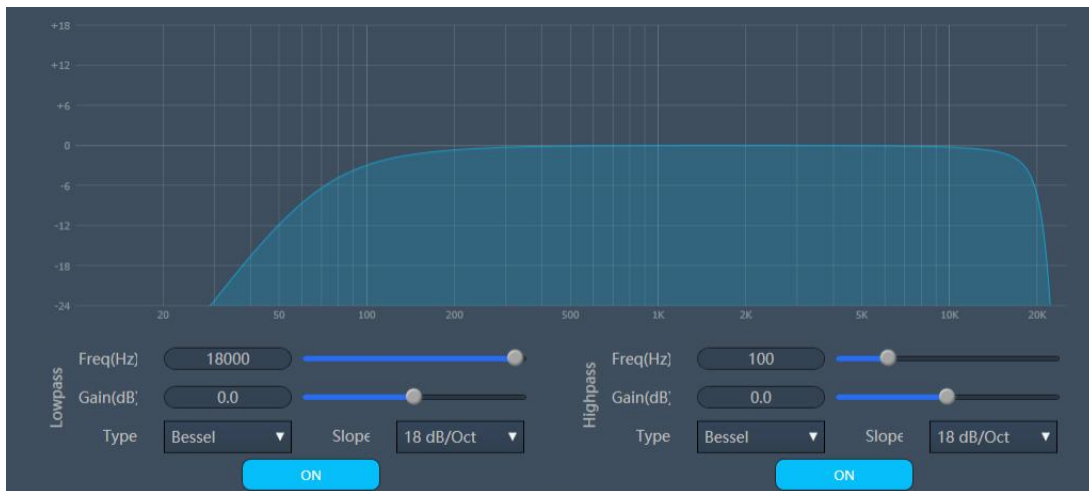 +18
+12
+6
0
-6
-12
-18
-24
20 50 100 200 500 1K 2K 5K 10K 20K
Lowpass
Freq(Hz) 18000
Gain(dB) 0.0
Type Bessel ▼ Slope 18 dB/Oct ▼
ON
Highpass
Freq(Hz) 100
Gain(dB) 0.0
Type Bessel ▼ Slope 18 dB/Oct ▼
ON